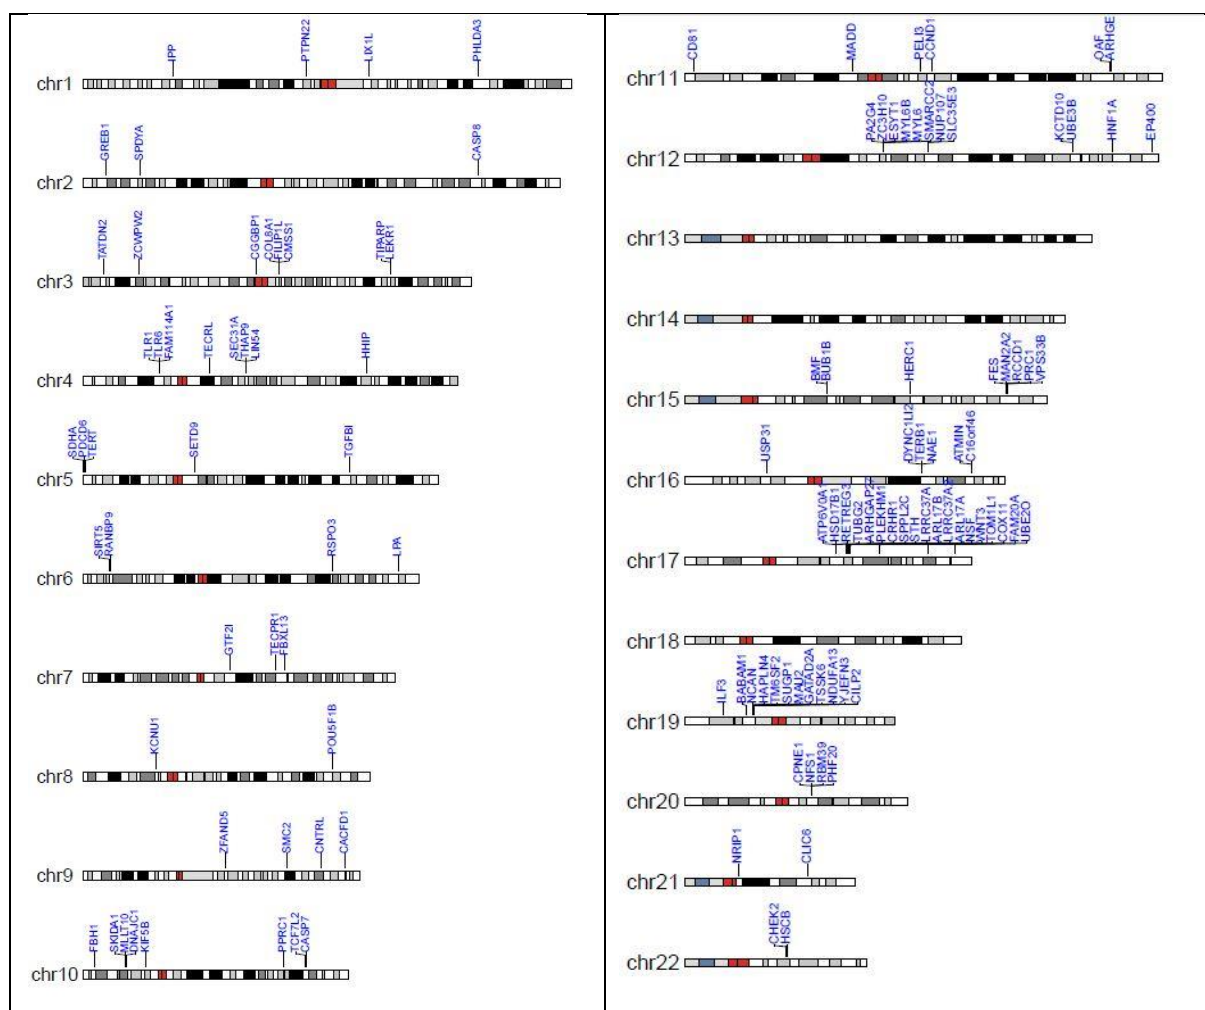 IPP
PTPN22
LIX1L
PHLDA3
chr1
GREB1
SPDYA
CASP8
chr2
TATDN2
ZCWPW2
CGGBP1
COL8A1
FILIP1L
CMSS1
TIPARP
LEKR1
chr3
TLR1
TLR6
FAM114A1
TECRL
SEC31A
THAP9
LIN54
HHIP
chr4
SDHA
PDCD6
TERT
SETD9
TGFBI
chr5
SIRT5
RANBP9
RSPO3
LPA
chr6
GTF2I
TECPR1
FBXL13
chr7
KCNU1
POU5F1B
chr8
ZFAND5
SMC2
CNTRL
CACFD1
chr9
FBH1
SKIDA1
MLLT10
DNAJC1
KIF5B
PPRC1
TCF7L2
CASP7
chr10
CD81
MADD
PELI3
CCND1
OAF
ARHGE
chr11
PA2G4
ZC3H10
ESYT1
MYL6B
MYL6
SMARCC2
NUP107
SLC35E3
KCTD10
UBE3B
HNF1A
EP400
chr12
chr13
chr14
BMF
BUB1B
HERC1
FES
MAN2A2
RCCD1
PRC1
VPS33B
chr15
USP31
DYNC1LI2
TERB1
NAE1
ATMIN
C16orf46
chr16
ATP6V0A1
HSD17B1
RETREG3
TUBG2
ARHGAP27
PLEKHM1
CRHR1
SPPL2C
STH
LRRC37A
ARL17B
LRRC37A2
ARL17A
NSF
WNT3
TOM1L1
COX11
FAM20A
UBE2O
chr17
chr18
ILF3
BABAM1
NCAN
HAPLN4
TM6SF2
SUGP1
MAU2
GATAD2A
TSSK6
NDUFA13
YJEFN3
CILP2
chr19
CPNE1
NFS1
RBM39
PHF20
chr20
NRIP1
CLIC6
chr21
CHEK2
HSCB
chr22